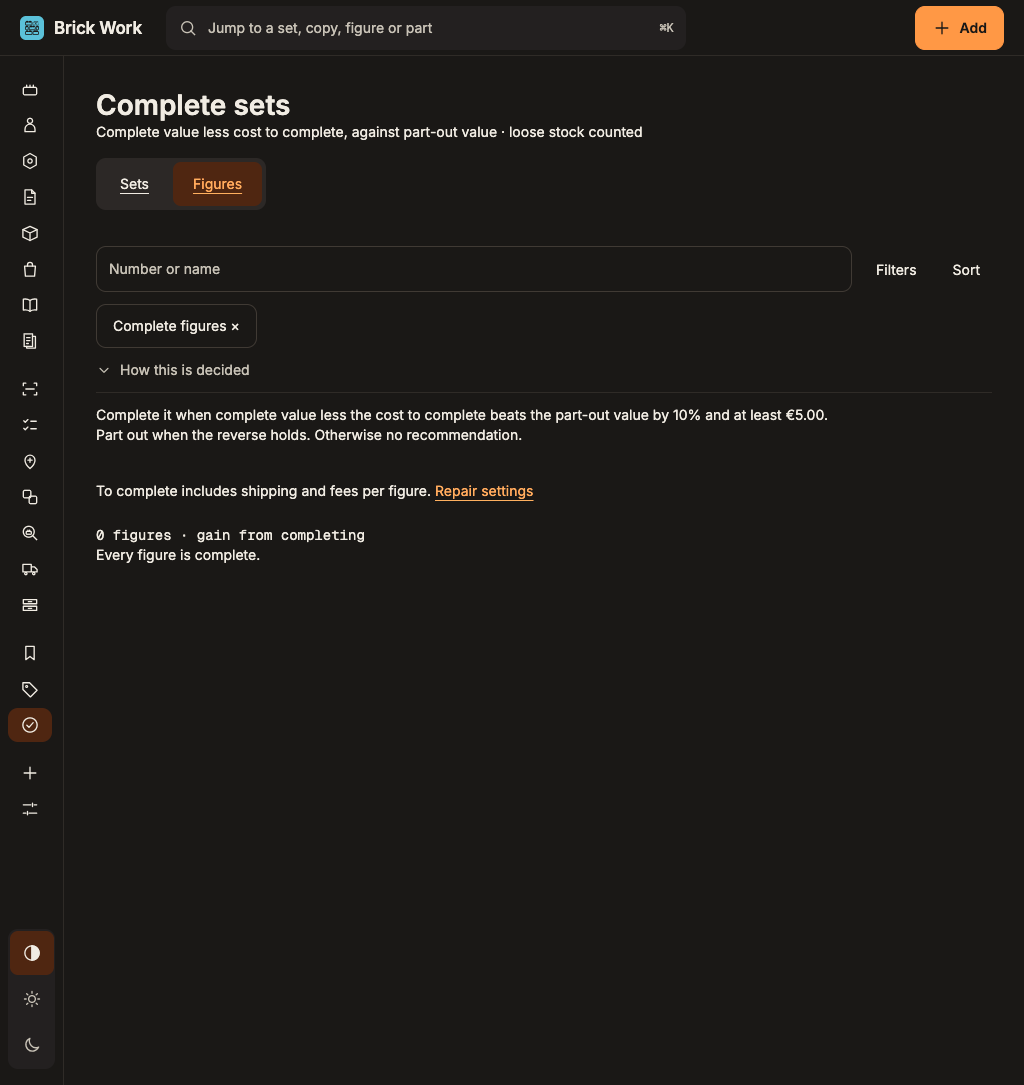 Brick Work
Jump to a set, copy, figure or part
⌘K
Add
Complete sets
Complete value less cost to complete, against part-out value · loose stock counted
Sets
Figures
Number or name
Filters
Sort
Complete figures ×
How this is decided
Complete it when complete value less the cost to complete beats the part-out value by 10% and at least €5.00.
Part out when the reverse holds. Otherwise no recommendation.
To complete includes shipping and fees per figure. Repair settings
0 figures · gain from completing
Every figure is complete.